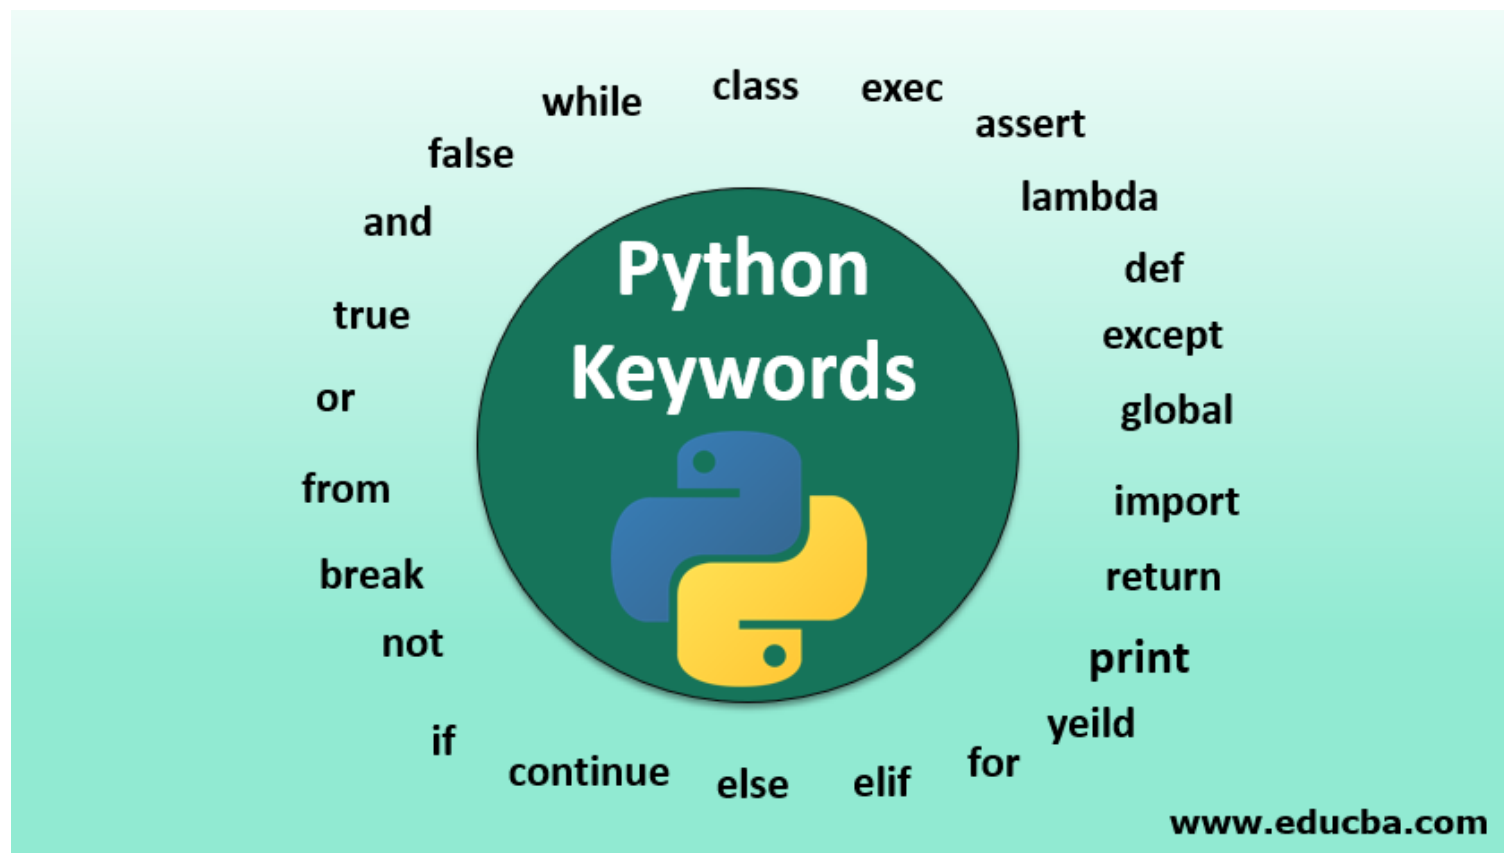 Python
Keywords
while
class
exec
assert
lambda
def
except
global
import
return
print
yeild
for
elif
else
continue
if
not
break
from
or
true
and
false
www.educba.com